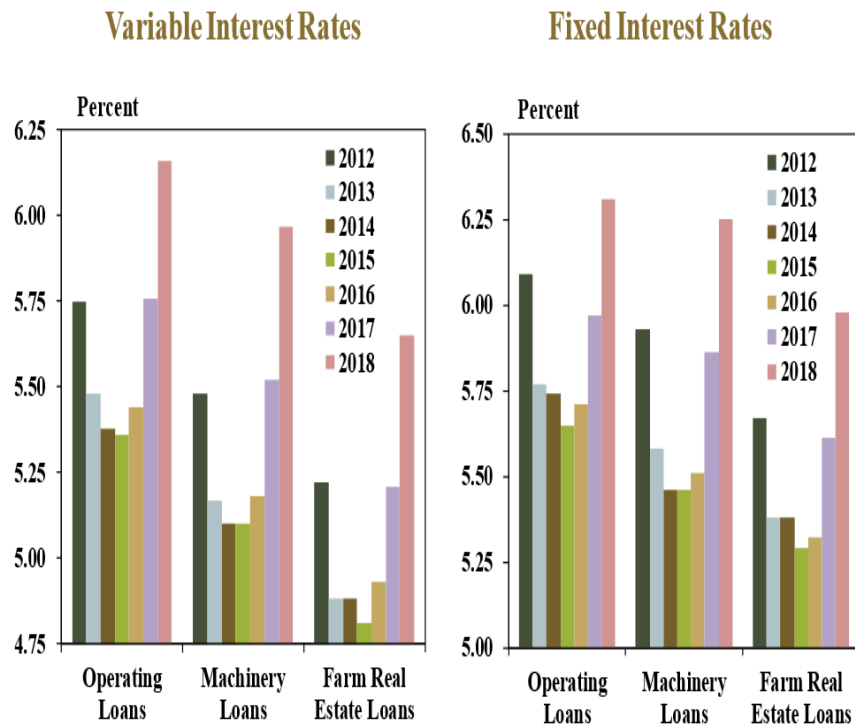 Variable Interest Rates
Percent
6.25
6.00
5.75
5.50
5.25
5.00
4.75
2012
2013
2014
2015
2016
2017
2018
Operating
Loans
Machinery
Loans
Farm Real
Estate Loans
Fixed Interest Rates
Percent
6.50
6.25
6.00
5.75
5.50
5.25
5.00
2012
2013
2014
2015
2016
2017
2018
Operating
Loans
Machinery
Loans
Farm Real
Estate Loans